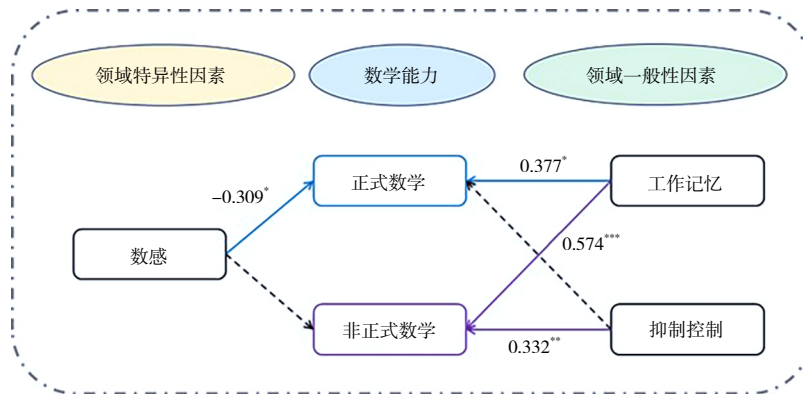 领域特异性因素
数学能力
领域一般性因素
−0.309*
正式数学
0.377*
工作记忆
数感
0.574***
非正式数学
0.332**
抑制控制